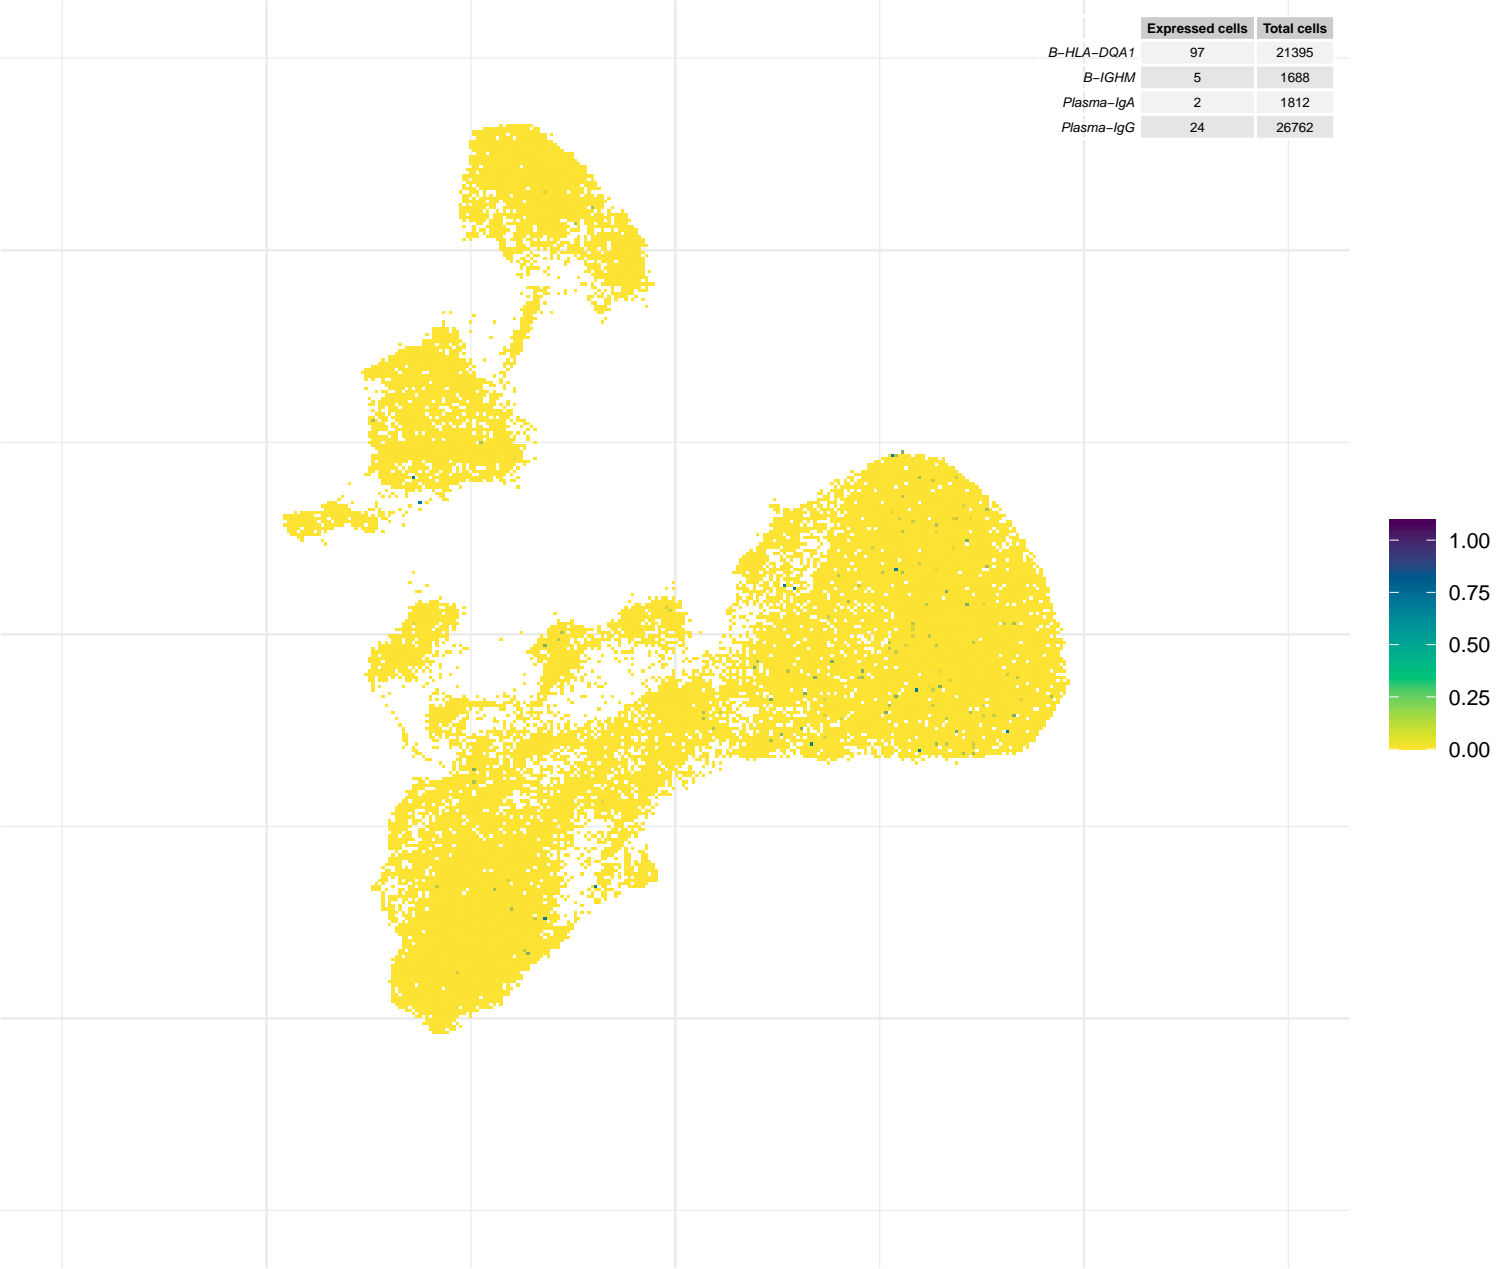 Expressed cells Total cells
B−HLA−DQA1 97 21395
B−IGHM 5 1688
Plasma−IgA 2 1812
Plasma−IgG 24 26762
1.00
0.75
0.50
0.25
0.00